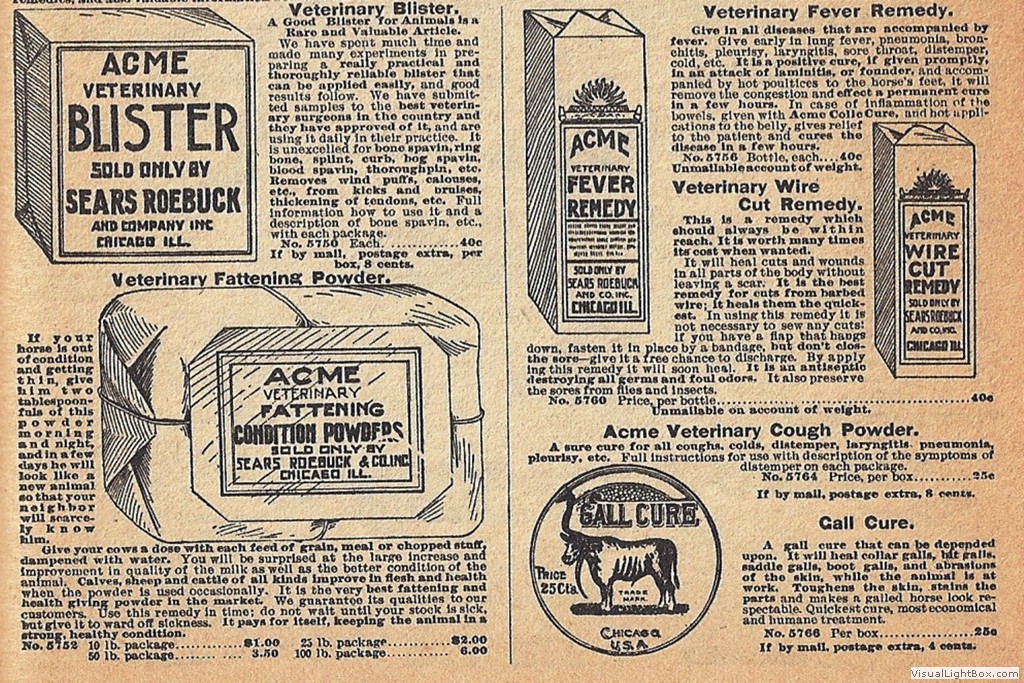 Veterinary Blister.
A Good Blister for Animals is a
Rare and Valuable Article.
We have spent much time and
made many experiments in pre-
paring a really practical and
thoroughly reliable blister that
can be applied easily, and good
results follow. We have submit-
ted samples to the best veterin-
ary surgeons in the country and
they have approved of it, and are
using it daily in their practice. It
is unexcelled for bone spavin, ring
bone, splint, curb, bog spavin,
blood spavin, thoroughpin, etc.
Removes wind puffs, calouses,
etc., from kicks and bruises,
thickening of tendons, etc. Full
information how to use it and a
description of bone spavin, etc.,
with each package.
No. 5750 Each. ............40c
If by mail, postage extra, per
box, 8 cents.
ACME
VETERINARY
BLISTER
SOLD ONLY BY
SEARS ROEBUCK
AND COMPANY INC
CHICAGO ILL.
Veterinary Fattening Powder.
If your
horse is out
of condition
and getting
thin, give
him two
tablespoon-
fuls of this
powder
morning
and night,
and in a few
days he will
look like a
new animal
so that your
neighbor
will scarce-
ly know
him.
ACME
VETERINARY
FATTENING
CONDITION POWDERS
SOLD ONLY BY
SEARS ROEBUCK & CO. INC
CHICAGO ILL.
Give your cows a dose with each feed of grain, meal or chopped stuff,
dampened with water. You will be surprised at the large increase and
improvement in quality of the milk as well as the better condition of the
animal. Calves, sheep and cattle of all kinds improve in flesh and health
when the powder is used occasionally. It is the very best fattening and
health giving powder in the market. We guarantee its qualities to our
customers. Use this remedy in time; do not wait until your stock is sick,
but give it to ward off sickness. It pays for itself, keeping the animal in a
strong, healthy condition.
No. 5752 10 lb. package..............$1.00 25 lb. package..............$2.00
50 lb. package.............. 3.50 100 lb. package.............. 6.00
Veterinary Fever Remedy.
Give in all diseases that are accompanied by
fever. Give early in lung fever, pneumonia, bron-
chitis, pleurisy, laryngitis, sore throat, distemper,
cold, etc. It is a positive cure, if given promptly,
in an attack of laminitis, or founder, and accom-
panied by hot poultices to the horse's feet, it will
remove the congestion and effect a permanent cure
in a few hours. In case of inflammation of the
bowels, given with Acme Colic Cure, and hot appli-
cations to the belly, gives relief
to the patient and cures the
disease in a few hours.
No. 5756 Bottle, each....40c
Unmailable account of weight.
ACME
VETERINARY
FEVER
REMEDY
SOLD ONLY BY
SEARS ROEBUCK
AND CO. INC.
CHICAGO ILL.
Veterinary Wire
Cut Remedy.
This is a remedy which
should always be within
reach. It is worth many times
its cost when wanted.
It will heal cuts and wounds
in all parts of the body without
leaving a scar. It is the best
remedy for cuts from barbed
wire; it heals them the quick-
est. In using this remedy it is
not necessary to sew any cuts;
if you have a flap that hangs
down, fasten it in place by a bandage, but don't clos-
the sore—give it a free chance to discharge. By apply
ing this remedy it will soon heal. It is an antiseptic
destroying all germs and foul odors. It also preserve
the sores from flies and insects.
No. 5760 Price, per bottle..............................40c
Unmailable on account of weight.
ACME
VETERINARY
WIRE
CUT
REMEDY
SOLD ONLY BY
SEARS ROEBUCK
AND CO. INC.
CHICAGO ILL.
Acme Veterinary Cough Powder.
A sure cure for all coughs, colds, distemper, laryngitis, pneumonia,
pleurisy, etc. Full instructions for use with description of the symptoms of
distemper on each package.
No. 5764 Price, per box..........25c
If by mail, postage extra, 8 cents.
GALL CURE.
PRICE
25 Cts.
TRADE
MARK.
CHICAGO
U.S.A
Gall Cure.
A gall cure that can be depended
upon. It will heal collar galls, bit galls,
saddle galls, boot galls, and abrasions
of the skin, while the animal is at
work. Toughens the skin, stains the
parts and makes a galled horse look re-
spectable. Quickest cure, most economical
and humane treatment.
No. 5766 Per box..................25c
If by mail, postage extra, 4 cents.
VisualLightBox.com